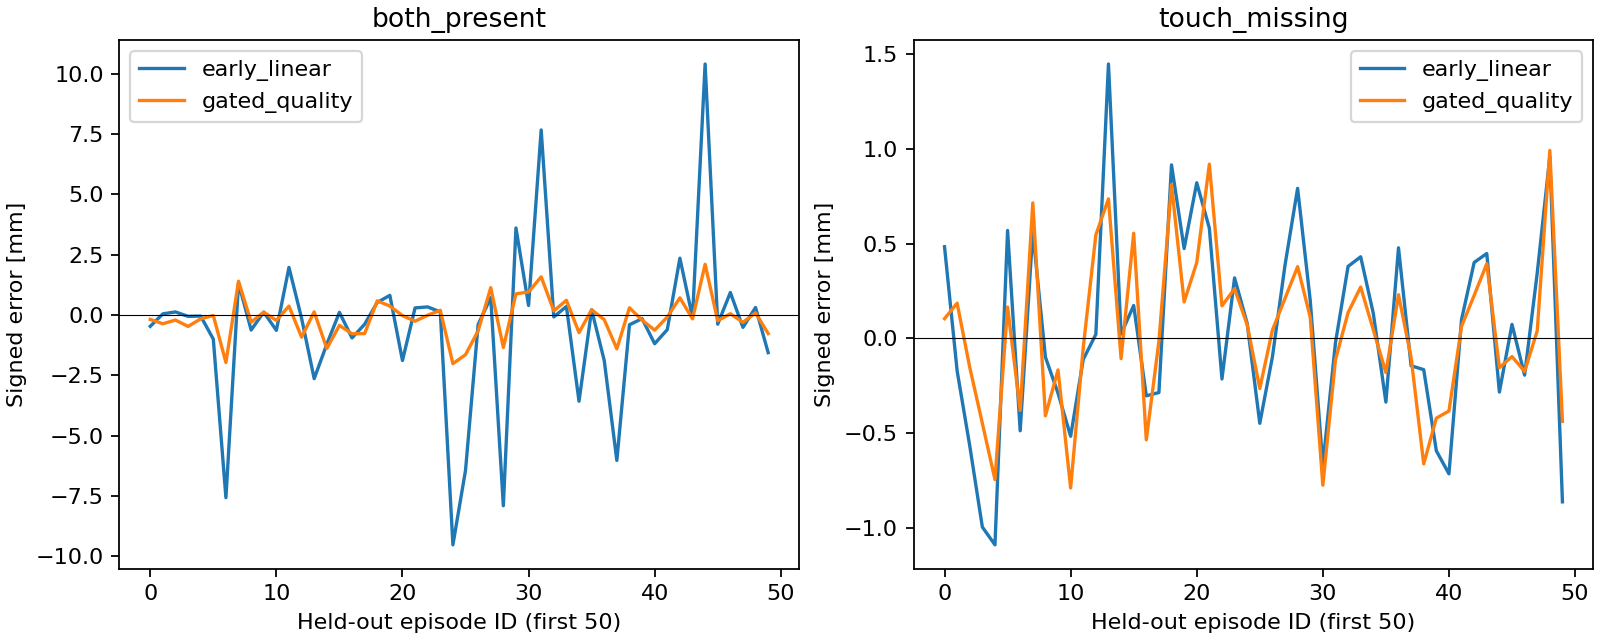 both_present
early_linear
gated_quality
10.0
7.5
5.0
2.5
0.0
−2.5
−5.0
−7.5
−10.0
Signed error [mm]
0
10
20
30
40
50
Held-out episode ID (first 50)
touch_missing
early_linear
gated_quality
1.5
1.0
0.5
0.0
−0.5
−1.0
Signed error [mm]
0
10
20
30
40
50
Held-out episode ID (first 50)